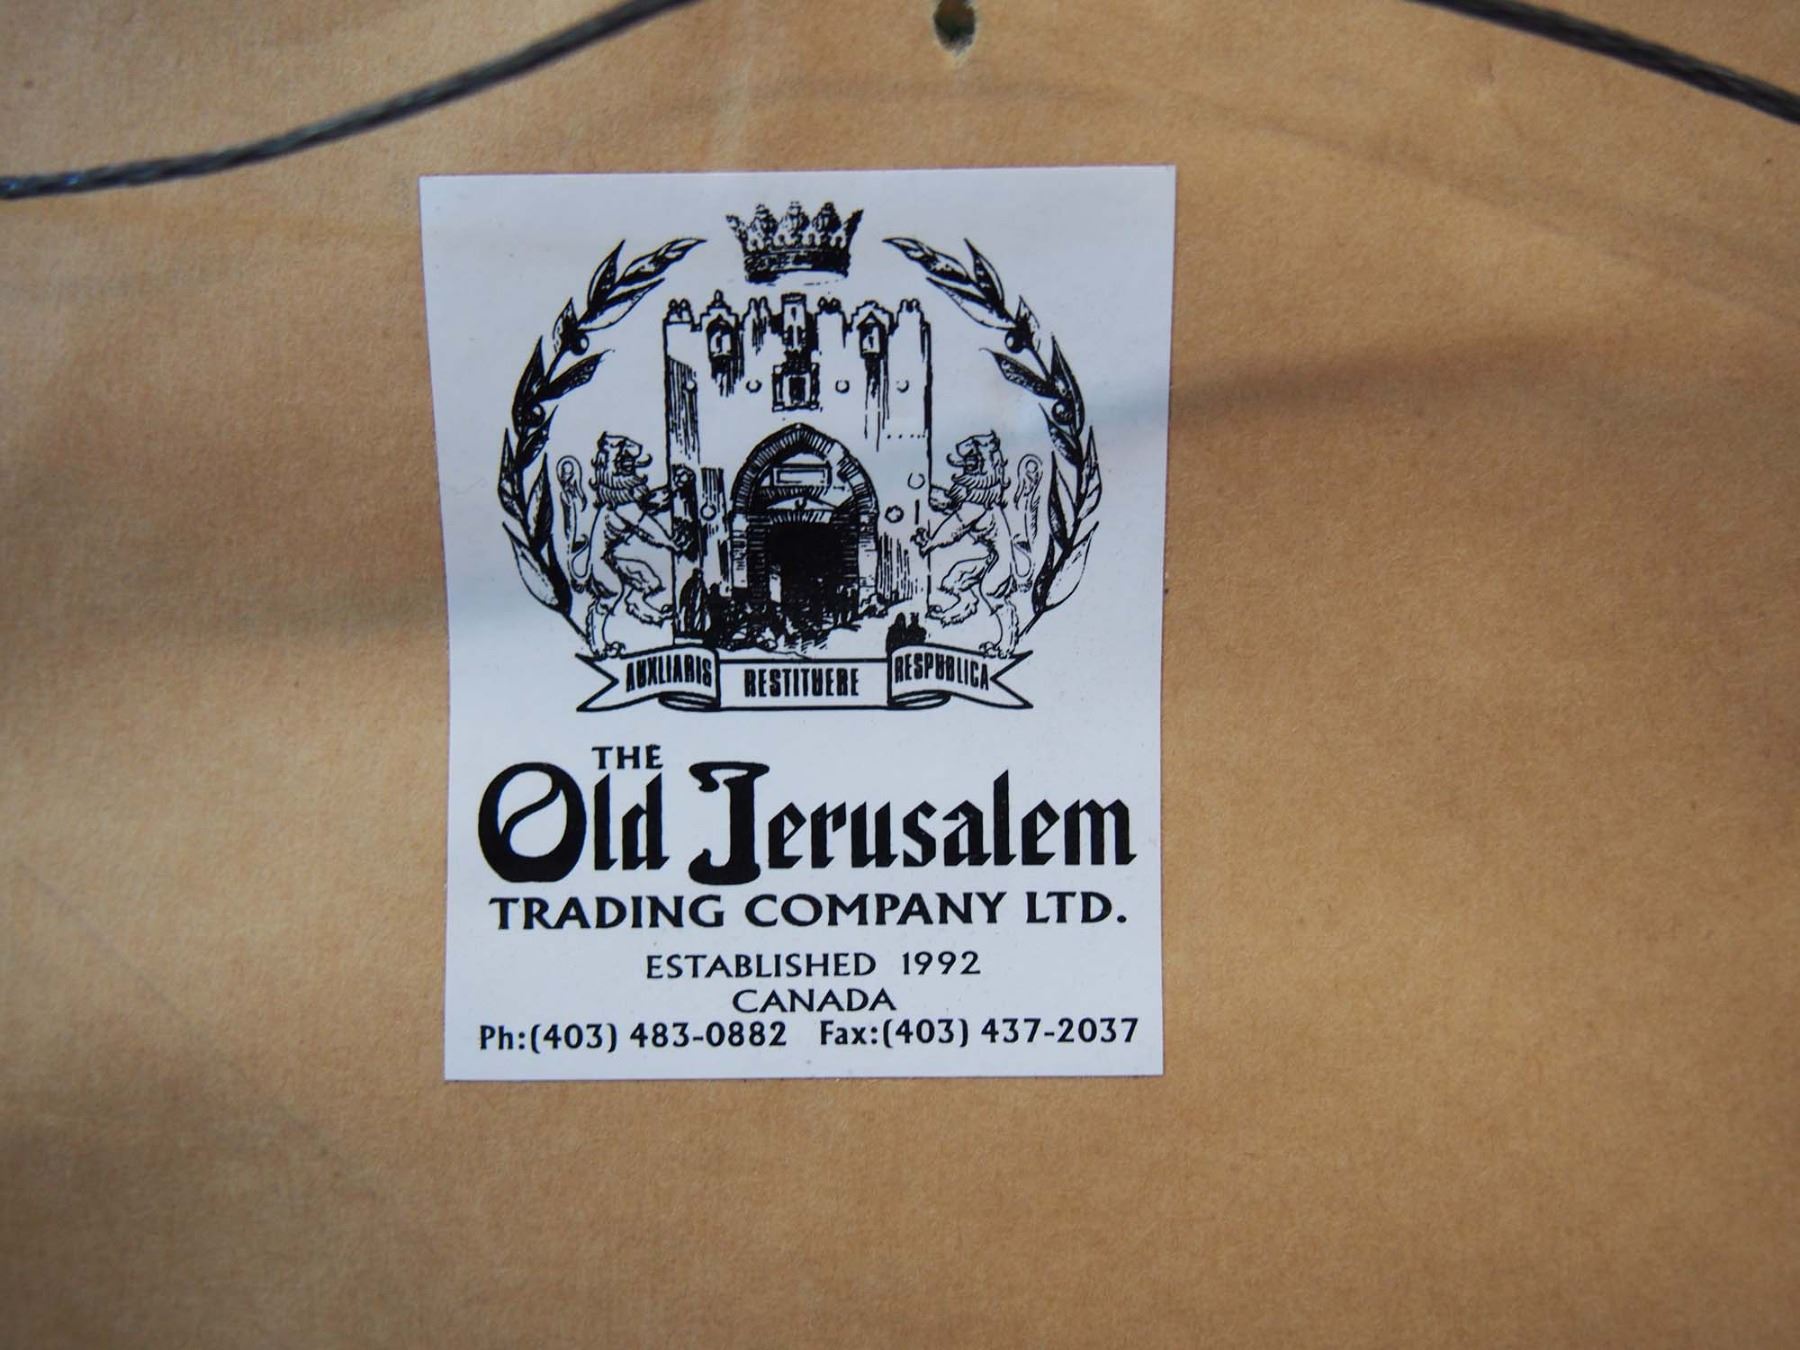 AUXLIARIS RESTITUERE RESPUBLICA
THE
Old Jerusalem
TRADING COMPANY LTD.
ESTABLISHED 1992
CANADA
Ph:(403) 483-0882 Fax:(403) 437-2037